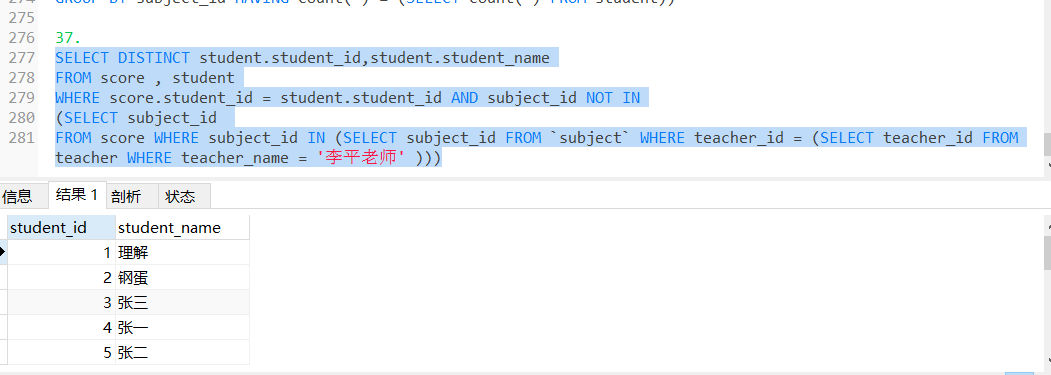 274 GROUP BY subject_id HAVING count(*) = (SELECT count(*) FROM student))
275
276 37.
277 SELECT DISTINCT student.student_id,student.student_name
278 FROM score , student
279 WHERE score.student_id = student.student_id AND subject_id NOT IN
280 (SELECT subject_id
281 FROM score WHERE subject_id IN (SELECT subject_id FROM `subject` WHERE teacher_id = (SELECT teacher_id FROM
teacher WHERE teacher_name = '李平老师' )))
信息 结果 1 剖析 状态
student_id student_name
1 理解
2 钢蛋
3 张三
4 张一
5 张二